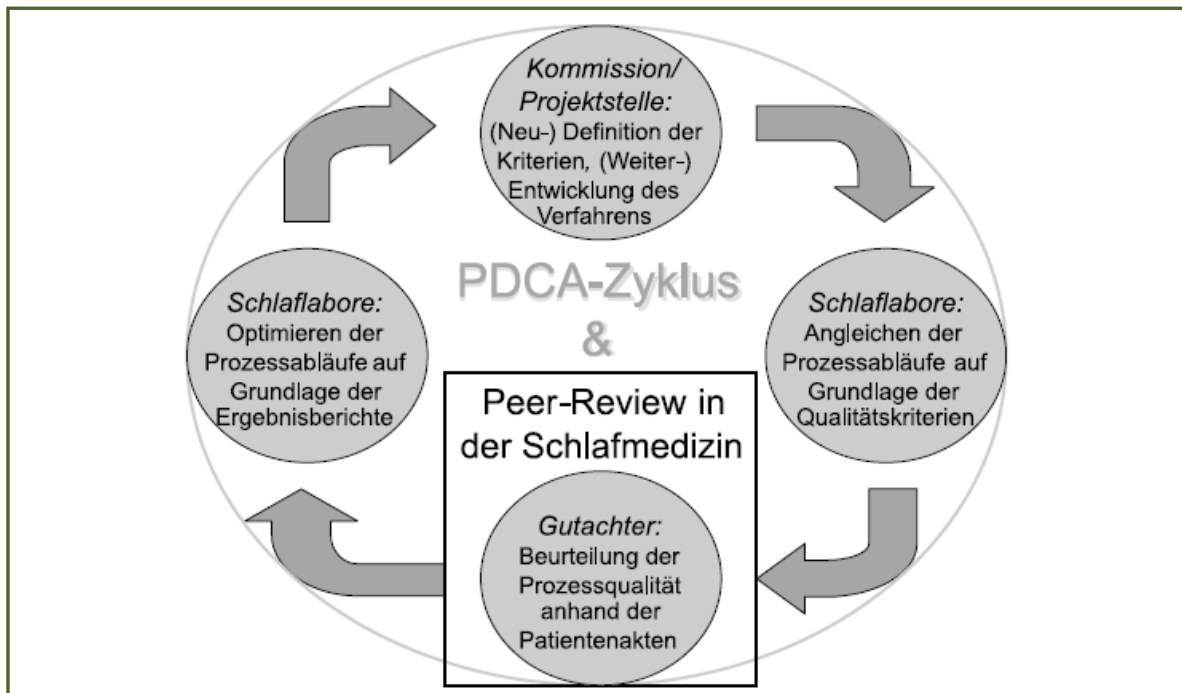 Kommission/
Projektstelle:
(Neu-) Definition der
Kriterien, (Weiter-)
Entwicklung des
Verfahrens
PDCA-Zyklus
&
Schlaflabore:
Optimieren der
Prozessabläufe auf
Grundlage der
Ergebnisberichte
Schlaflabore:
Angleichen der
Prozessabläufe auf
Grundlage der
Qualitätskriterien
Peer-Review in
der Schlafmedizin
Gutachter:
Beurteilung der
Prozessqualität
anhand der
Patientenakten